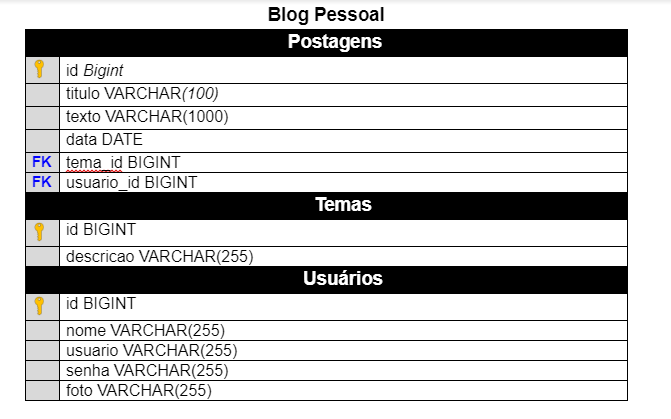 Blog Pessoal
Postagens
id Bigint
titulo VARCHAR(100)
texto VARCHAR(1000)
data DATE
FK tema_id BIGINT
FK usuario_id BIGINT
Temas
id BIGINT
descricao VARCHAR(255)
Usuários
id BIGINT
nome VARCHAR(255)
usuario VARCHAR(255)
senha VARCHAR(255)
foto VARCHAR(255)